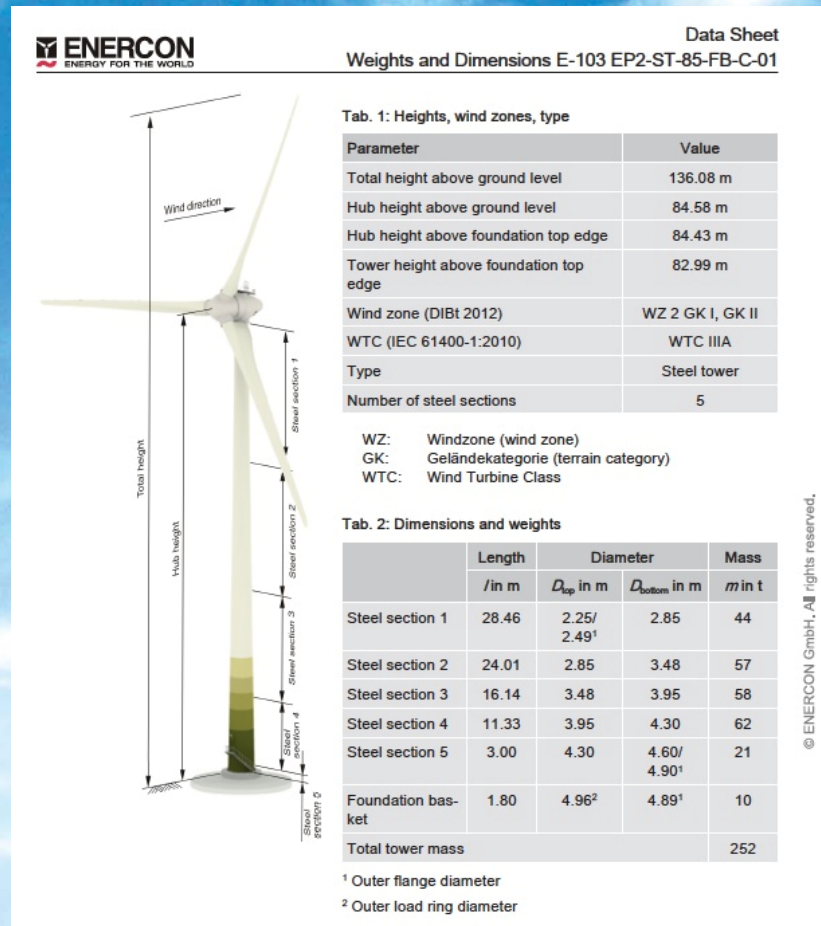 ENERCON
ENERGY FOR THE WORLD
Data Sheet
Weights and Dimensions E-103 EP2-ST-85-FB-C-01
Wind direction
Total height
Hub height
Steel section 1
Steel section 2
Steel section 3
Steel
section 4
Steel
section 5
Tab. 1: Heights, wind zones, type
Parameter Value
Total height above ground level 136.08 m
Hub height above ground level 84.58 m
Hub height above foundation top edge 84.43 m
Tower height above foundation top 82.99 m
edge
Wind zone (DIBt 2012) WZ 2 GK I, GK II
WTC (IEC 61400-1:2010) WTC IIIA
Type Steel tower
Number of steel sections 5
WZ: Windzone (wind zone)
GK: Geländekategorie (terrain category)
WTC: Wind Turbine Class
Tab. 2: Dimensions and weights
Length Diameter Mass
l in m Dtop in m Dbottom in m m in t
Steel section 1 28.46 2.25/ 2.85 44
2.49¹
Steel section 2 24.01 2.85 3.48 57
Steel section 3 16.14 3.48 3.95 58
Steel section 4 11.33 3.95 4.30 62
Steel section 5 3.00 4.30 4.60/ 21
4.90¹
Foundation bas- 1.80 4.96² 4.89¹ 10
ket
Total tower mass 252
¹ Outer flange diameter
² Outer load ring diameter
© ENERCON GmbH. All rights reserved.